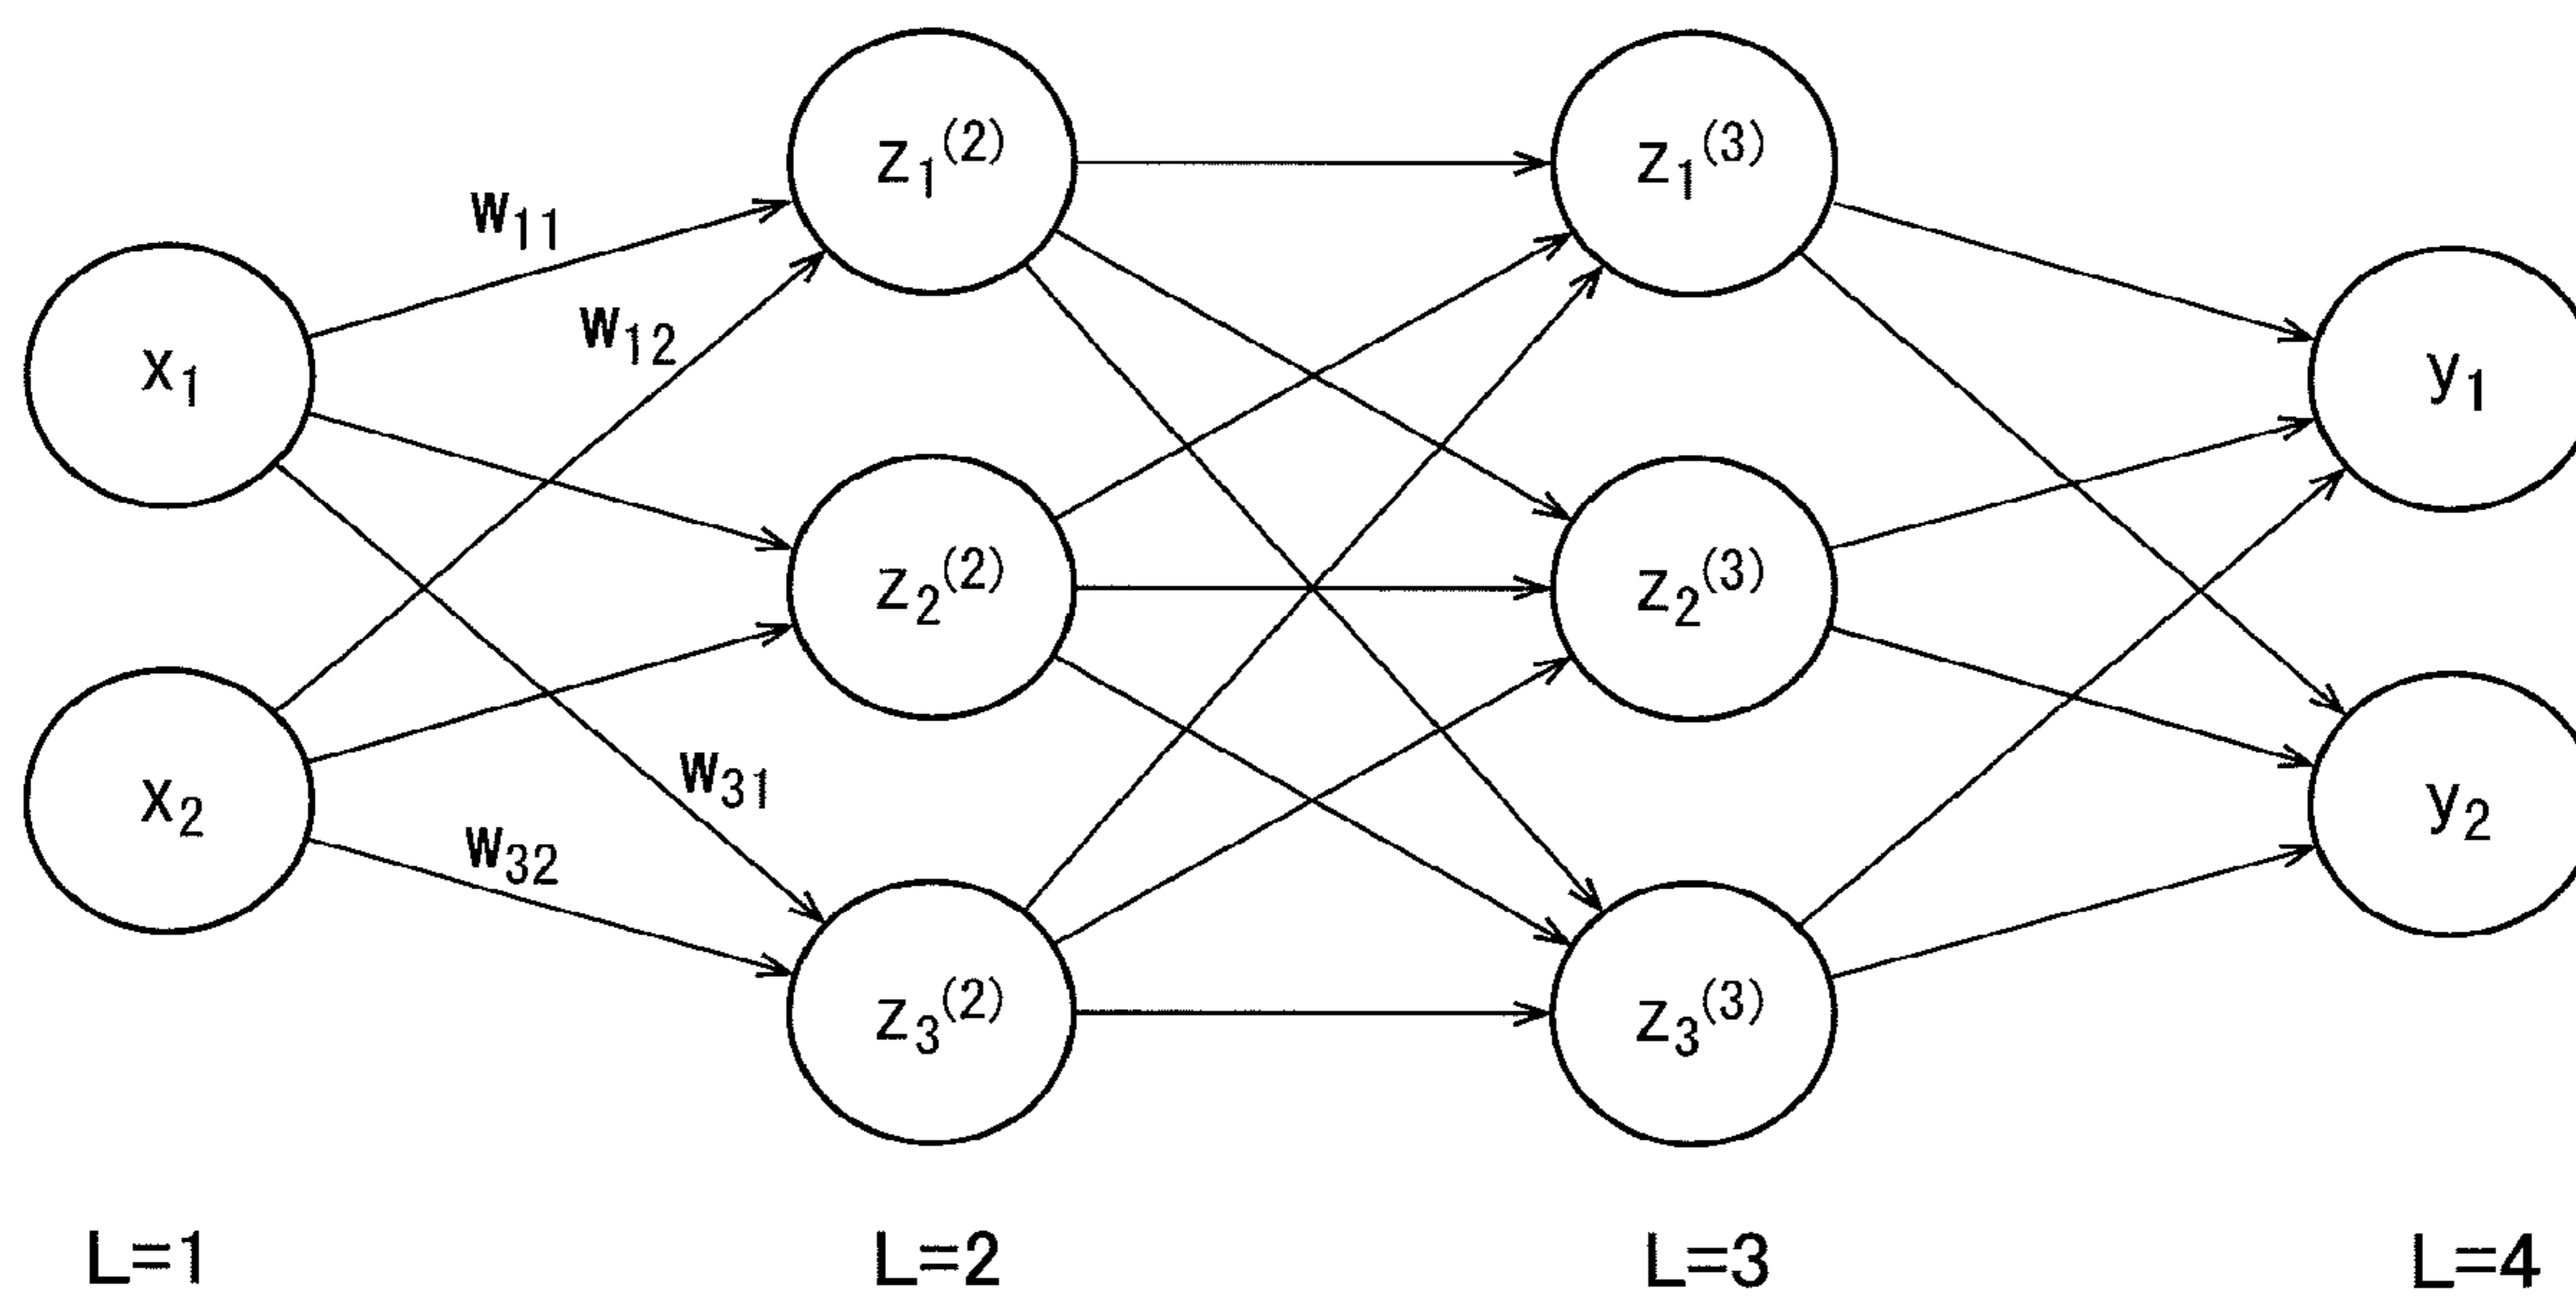 z₁⁽²⁾ z₁⁽³⁾
w₁₁
w₁₂
x₁ y₁
z₂⁽²⁾ z₂⁽³⁾
w₃₁
x₂ y₂
w₃₂
z₃⁽²⁾ z₃⁽³⁾
L=1 L=2 L=3 L=4